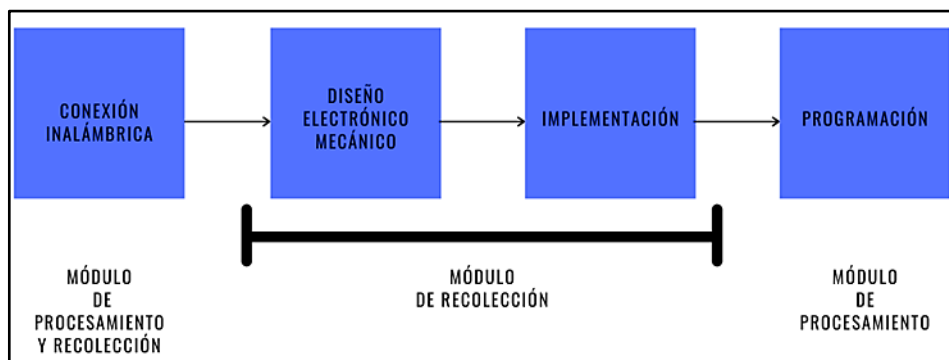 CONEXIÓN
INALÁMBRICA
DISEÑO
ELECTRÓNICO
MECÁNICO
IMPLEMENTACIÓN
PROGRAMACIÓN
MÓDULO
DE
PROCESAMIENTO
Y RECOLECCIÓN
MÓDULO
DE RECOLECCIÓN
MÓDULO
DE
PROCESAMIENTO